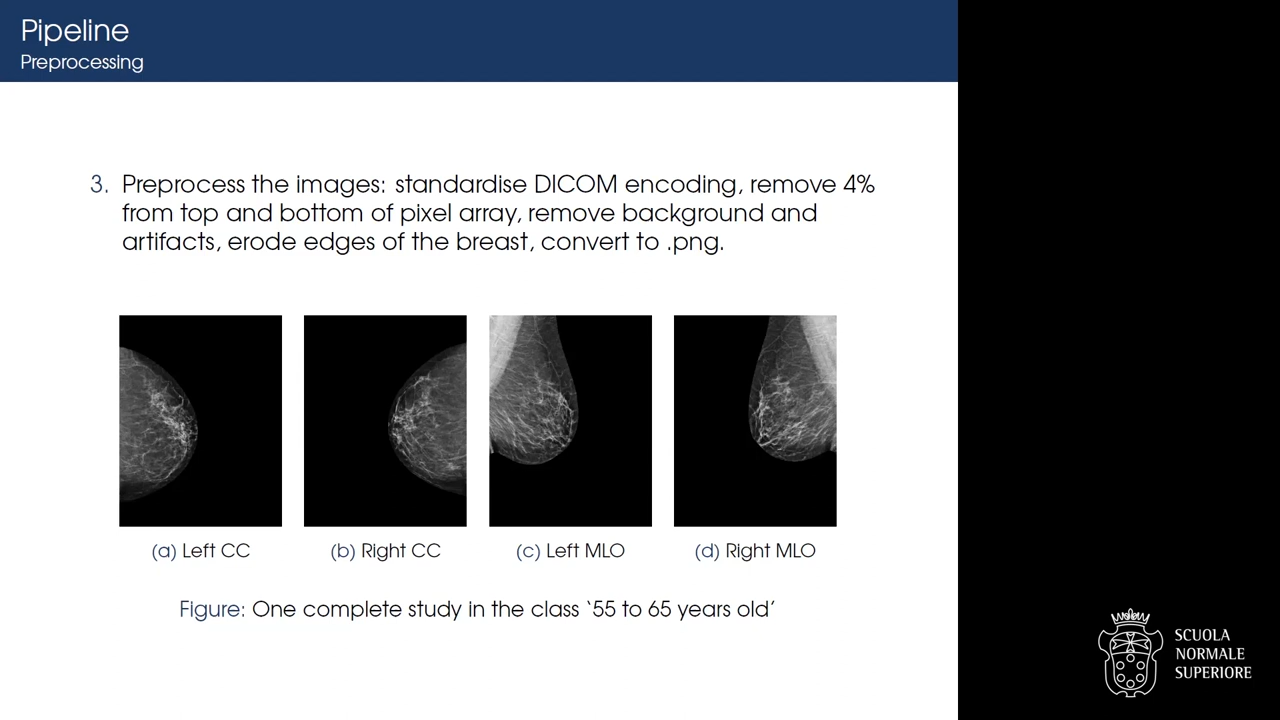 Pipeline
Preprocessing
3. Preprocess the images: standardise DICOM encoding, remove 4%
from top and bottom of pixel array, remove background and
artifacts, erode edges of the breast, convert to .png.
(a) Left CC
(b) Right CC
(c) Left MLO
(d) Right MLO
Figure: One complete study in the class ‘55 to 65 years old’
SCUOLA
NORMALE
SUPERIORE